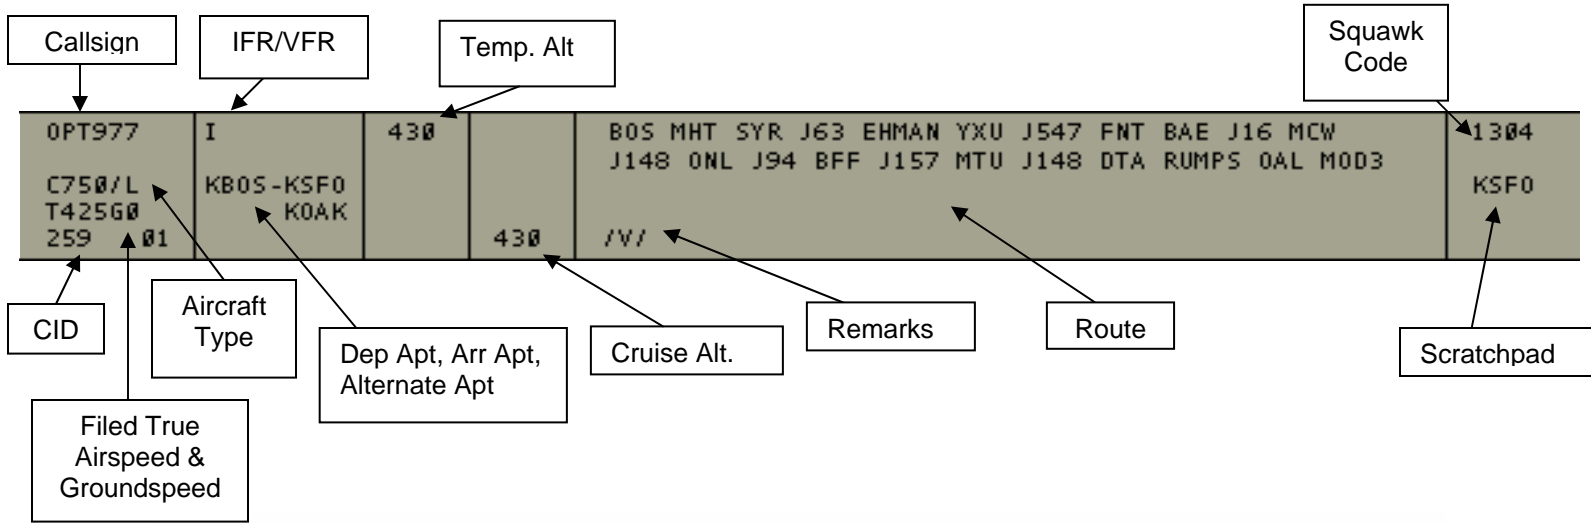 Callsign
IFR/VFR
Temp. Alt
Squawk
Code
OPT977
I
430
BOS MHT SYR J63 EHMAN YXU J547 FNT BAE J16 MCW
1304
J148 ONL J94 BFF J157 MTU J148 DTA RUMPS OAL MOD3
C750/L
KBOS-KSFO
KSFO
T425G0
KOAK
259 01
430
/V/
CID
Aircraft
Type
Dep Apt, Arr Apt,
Alternate Apt
Cruise Alt.
Remarks
Route
Scratchpad
Filed True
Airspeed &
Groundspeed